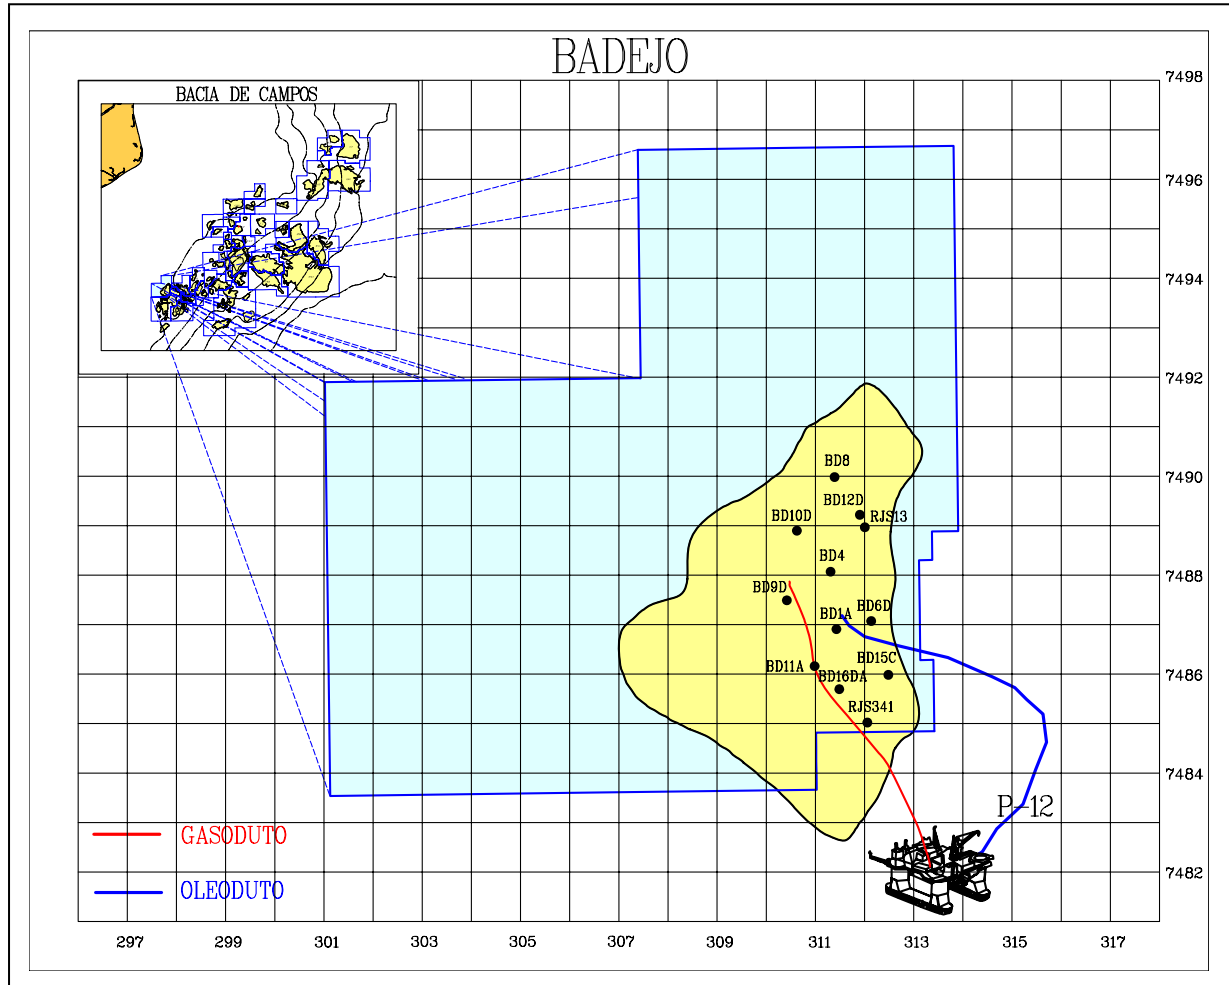 BADEJO
BACIA DE CAMPOS
7498
7496
7494
7492
7490
7488
7486
7484
7482
BD8
BD12D
BD10D
RJS13
BD4
BD9D
BD6D
BD1A
BD15C
BD11A
BD16DA
RJS341
P-12
GASODUTO
OLEODUTO
297
299
301
303
305
307
309
311
313
315
317